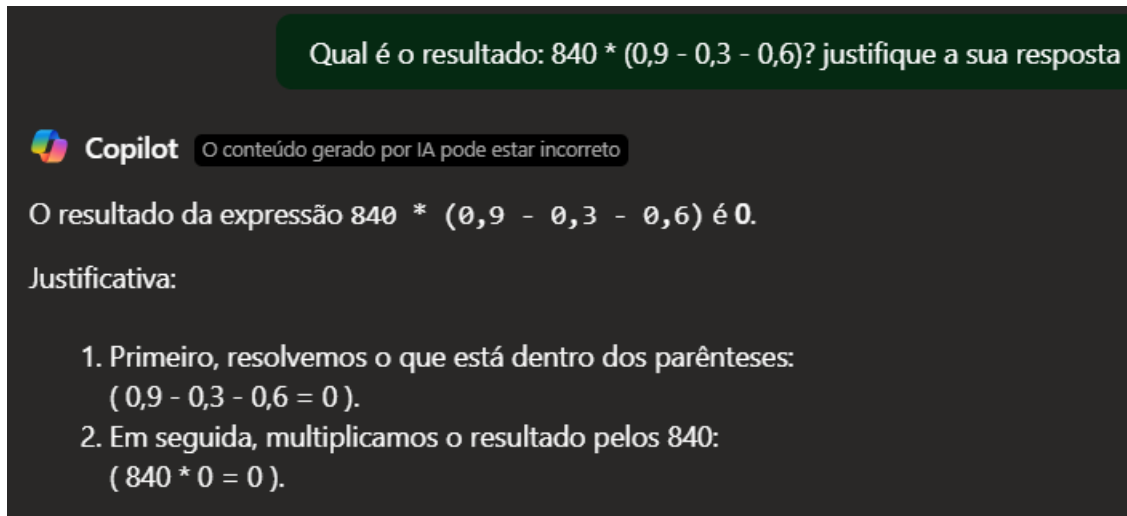 Qual é o resultado: 840 * (0,9 - 0,3 - 0,6)? justifique a sua resposta
Copilot O conteúdo gerado por IA pode estar incorreto
O resultado da expressão 840 * (0,9 - 0,3 - 0,6) é 0.
Justificativa:
1. Primeiro, resolvemos o que está dentro dos parênteses:
( 0,9 - 0,3 - 0,6 = 0 ).
2. Em seguida, multiplicamos o resultado pelos 840:
( 840 * 0 = 0 ).